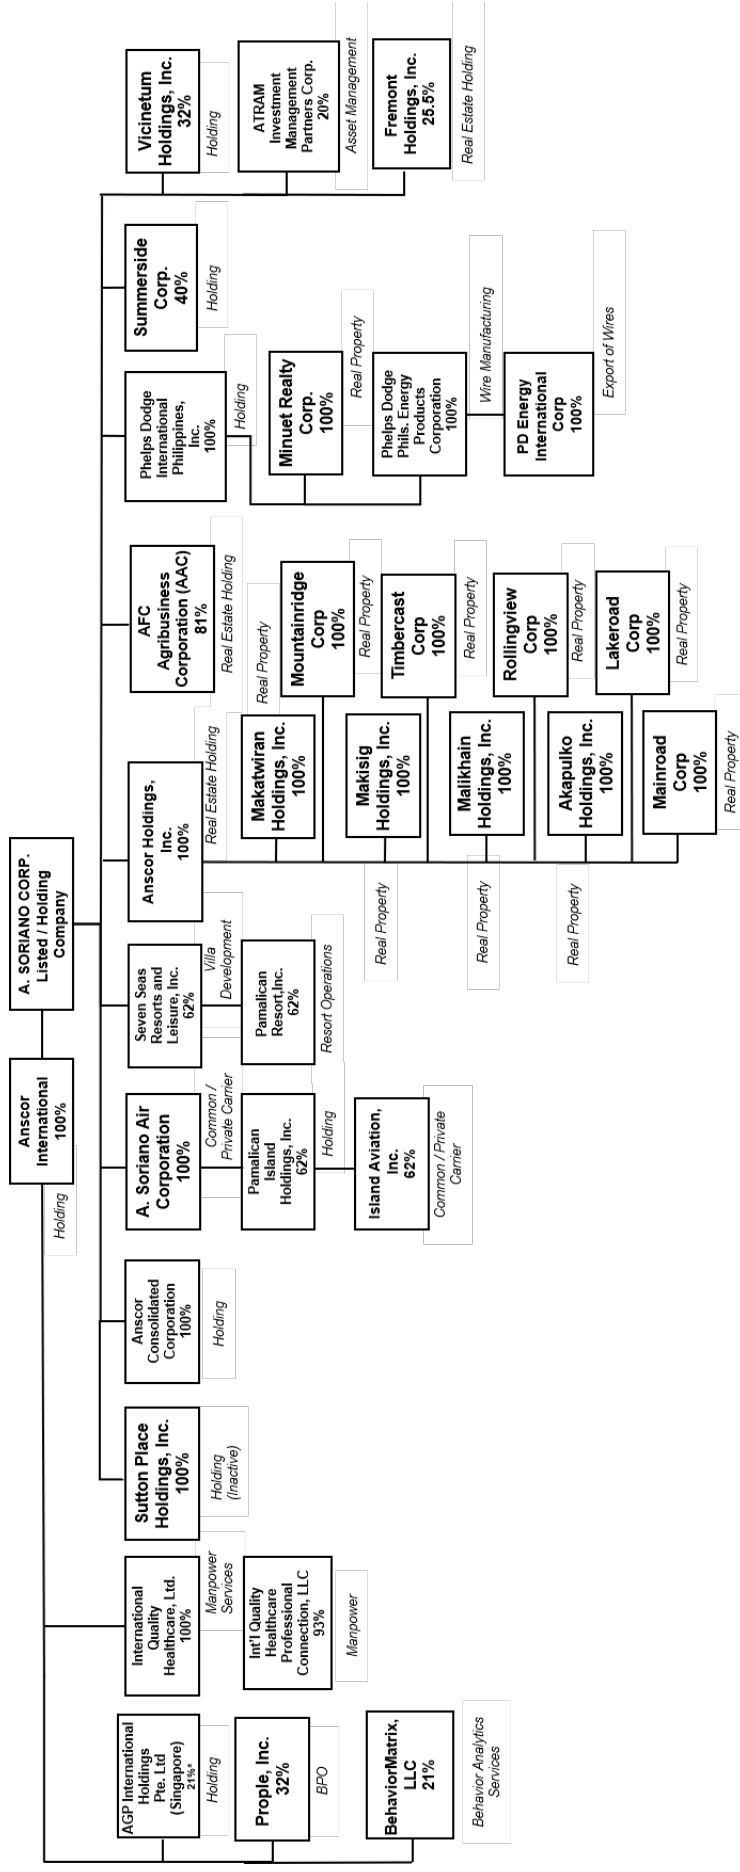 A. SORIANO CORP.
Listed / Holding
Company
Anscor
International
100%
Holding
AGP International
Holdings
Pte. Ltd
(Singapore)
21%*
Holding
Prople, Inc.
32%
BPO
BehaviorMatrix,
LLC
21%
Behavior Analytics
Services
International
Quality
Healthcare, Ltd.
100%
Manpower
Services
Int'l Quality
Healthcare
Professional
Connection, LLC
93%
Manpower
Sutton Place
Holdings, Inc.
100%
Holding
(Inactive)
Anscor
Consolidated
Corporation
100%
Holding
A. Soriano Air
Corporation
100%
Common /
Private Carrier
Pamalican
Island
Holdings, Inc.
62%
Holding
Island Aviation,
Inc.
62%
Common / Private
Carrier
Seven Seas
Resorts and
Leisure, Inc.
62%
Villa
Development
Pamalican
Resort,Inc.
62%
Resort Operations
Anscor Holdings,
Inc.
100%
Real Estate Holding
Makatwiran
Holdings, Inc.
100%
Real Property
Mountainridge
Corp
100%
Real Property
Makisig
Holdings, Inc.
100%
Real Property
Timbercast
Corp
100%
Real Property
Malikhain
Holdings, Inc.
100%
Real Property
Rollingview
Corp
100%
Real Property
Akapulko
Holdings, Inc.
100%
Real Property
Lakeroad
Corp
100%
Real Property
Mainroad
Corp
100%
Real Property
AFC
Agribusiness
Corporation (AAC)
81%
Real Estate Holding
Phelps Dodge
International
Philippines,
Inc.
100%
Holding
Minuet Realty
Corp.
100%
Real Property
Phelps Dodge
Phils. Energy
Products
Corporation
100%
Wire Manufacturing
PD Energy
International
Corp
100%
Export of Wires
Summerside
Corp.
40%
Holding
Vicinetum
Holdings, Inc.
32%
Holding
ATRAM
Investment
Management
Partners Corp.
20%
Asset Management
Fremont
Holdings, Inc.
25.5%
Real Estate Holding